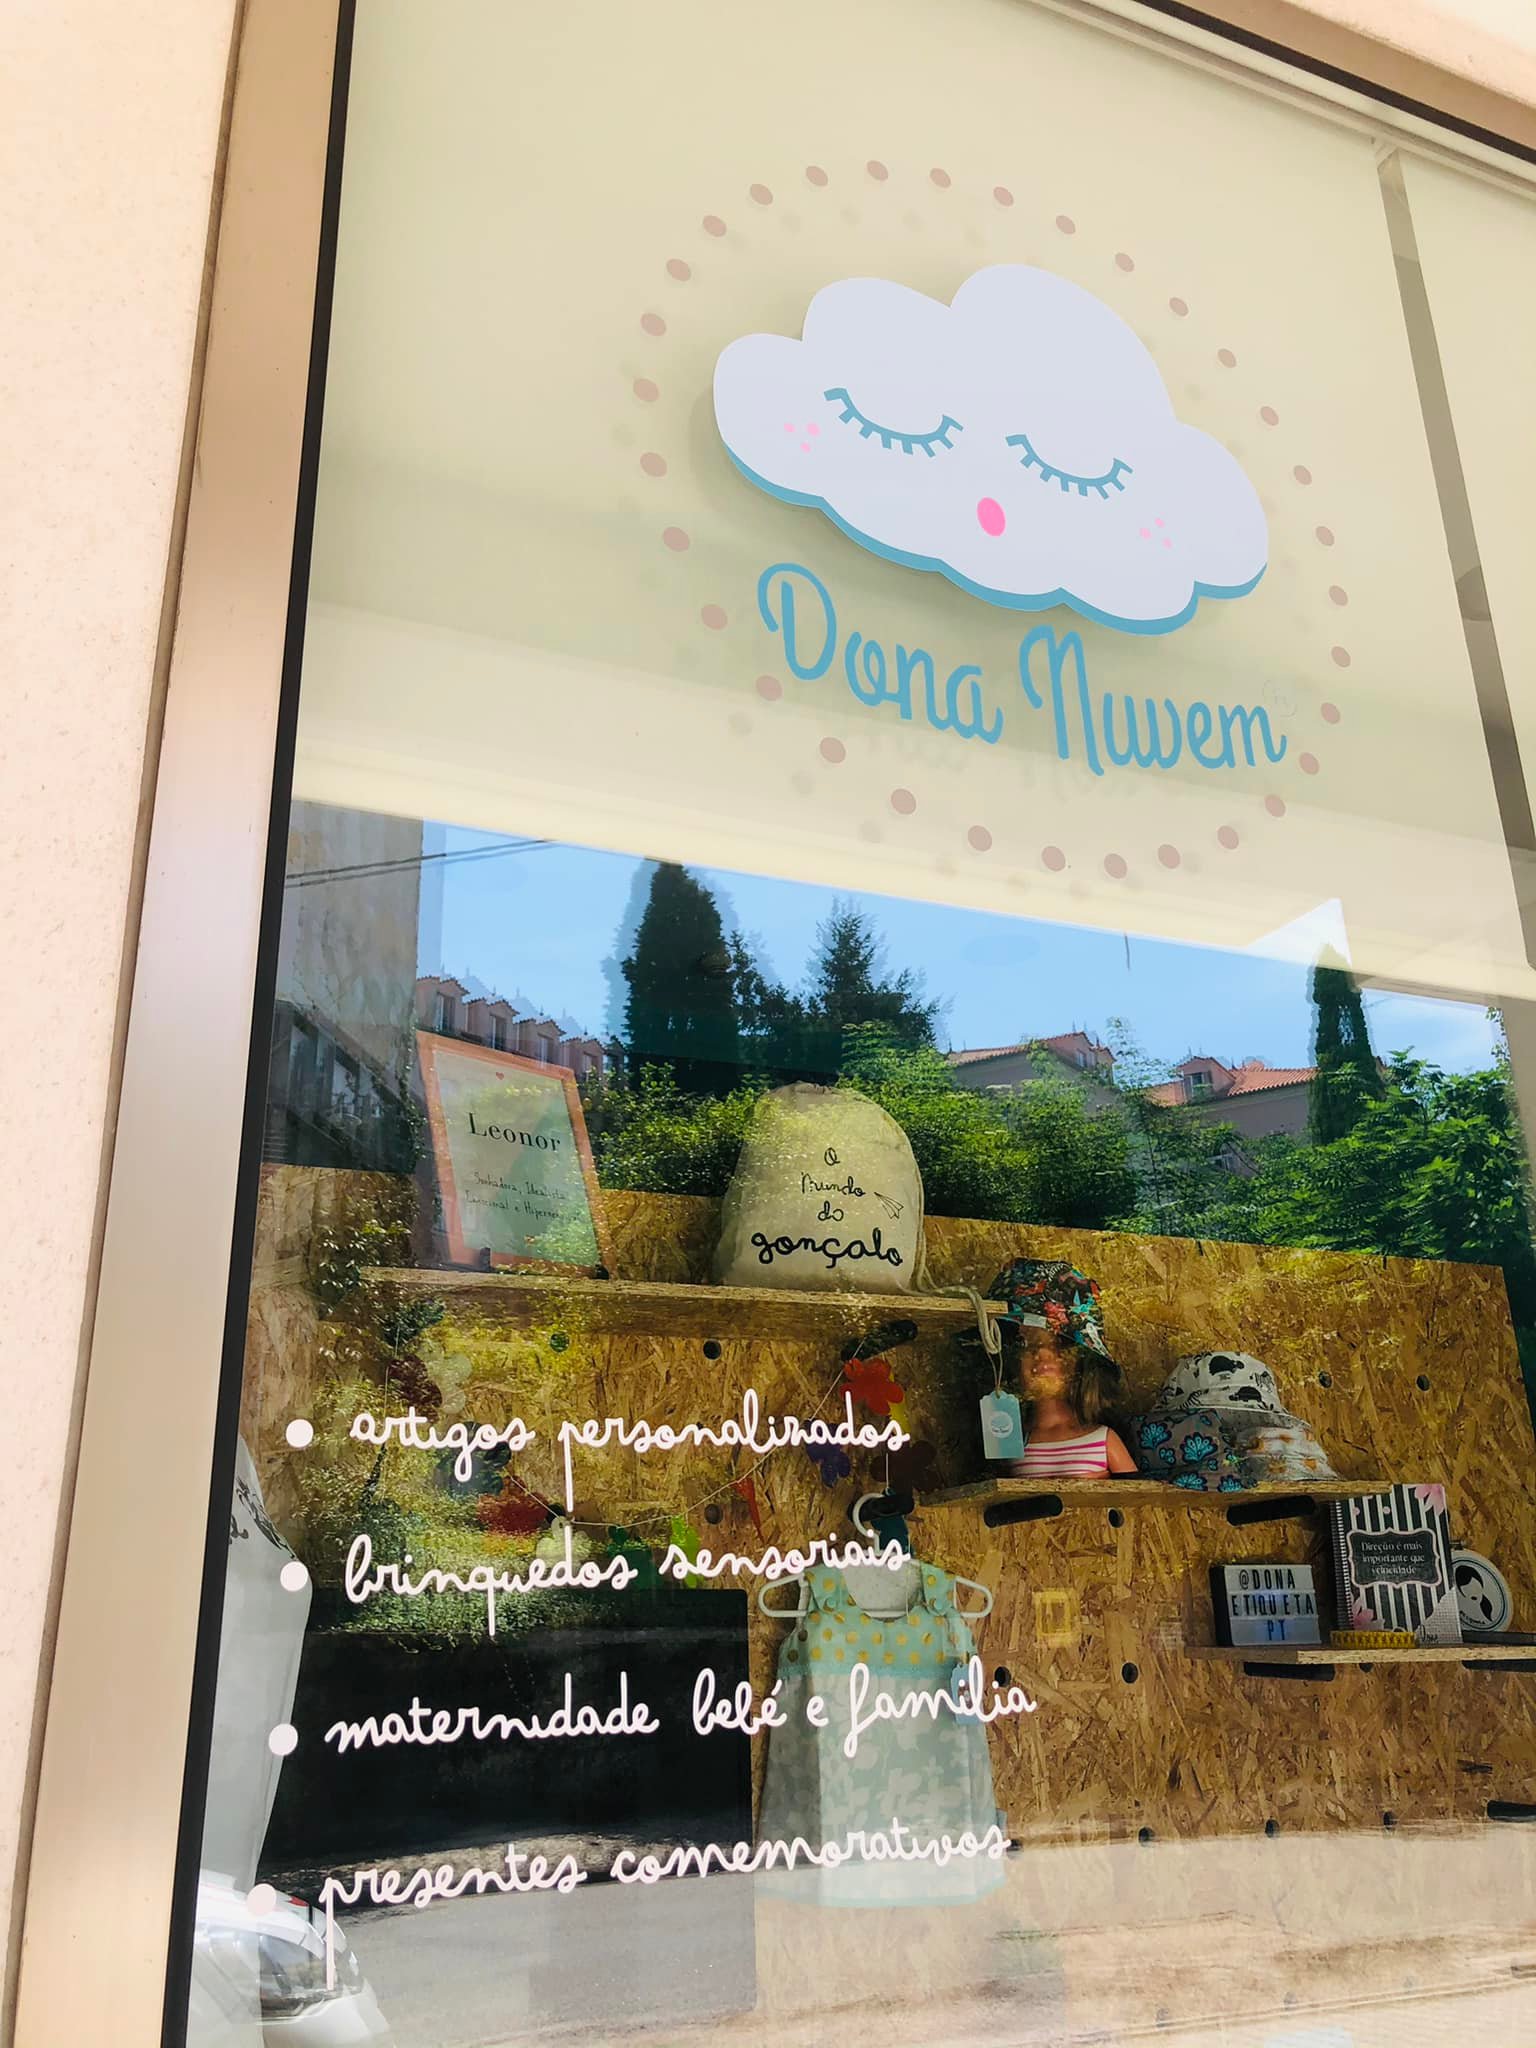 Dona Nuvem
Leonor
Sonhadora, Idealista
Emocional e
O
Mundo
do
gonçalo
• artigos personalizados
• brinquedos sensoriais
• maternidade bebé e família
• presentes comemorativos
Direção é mais
importante que
velocidade
@DONA
ETIQUETA
PT